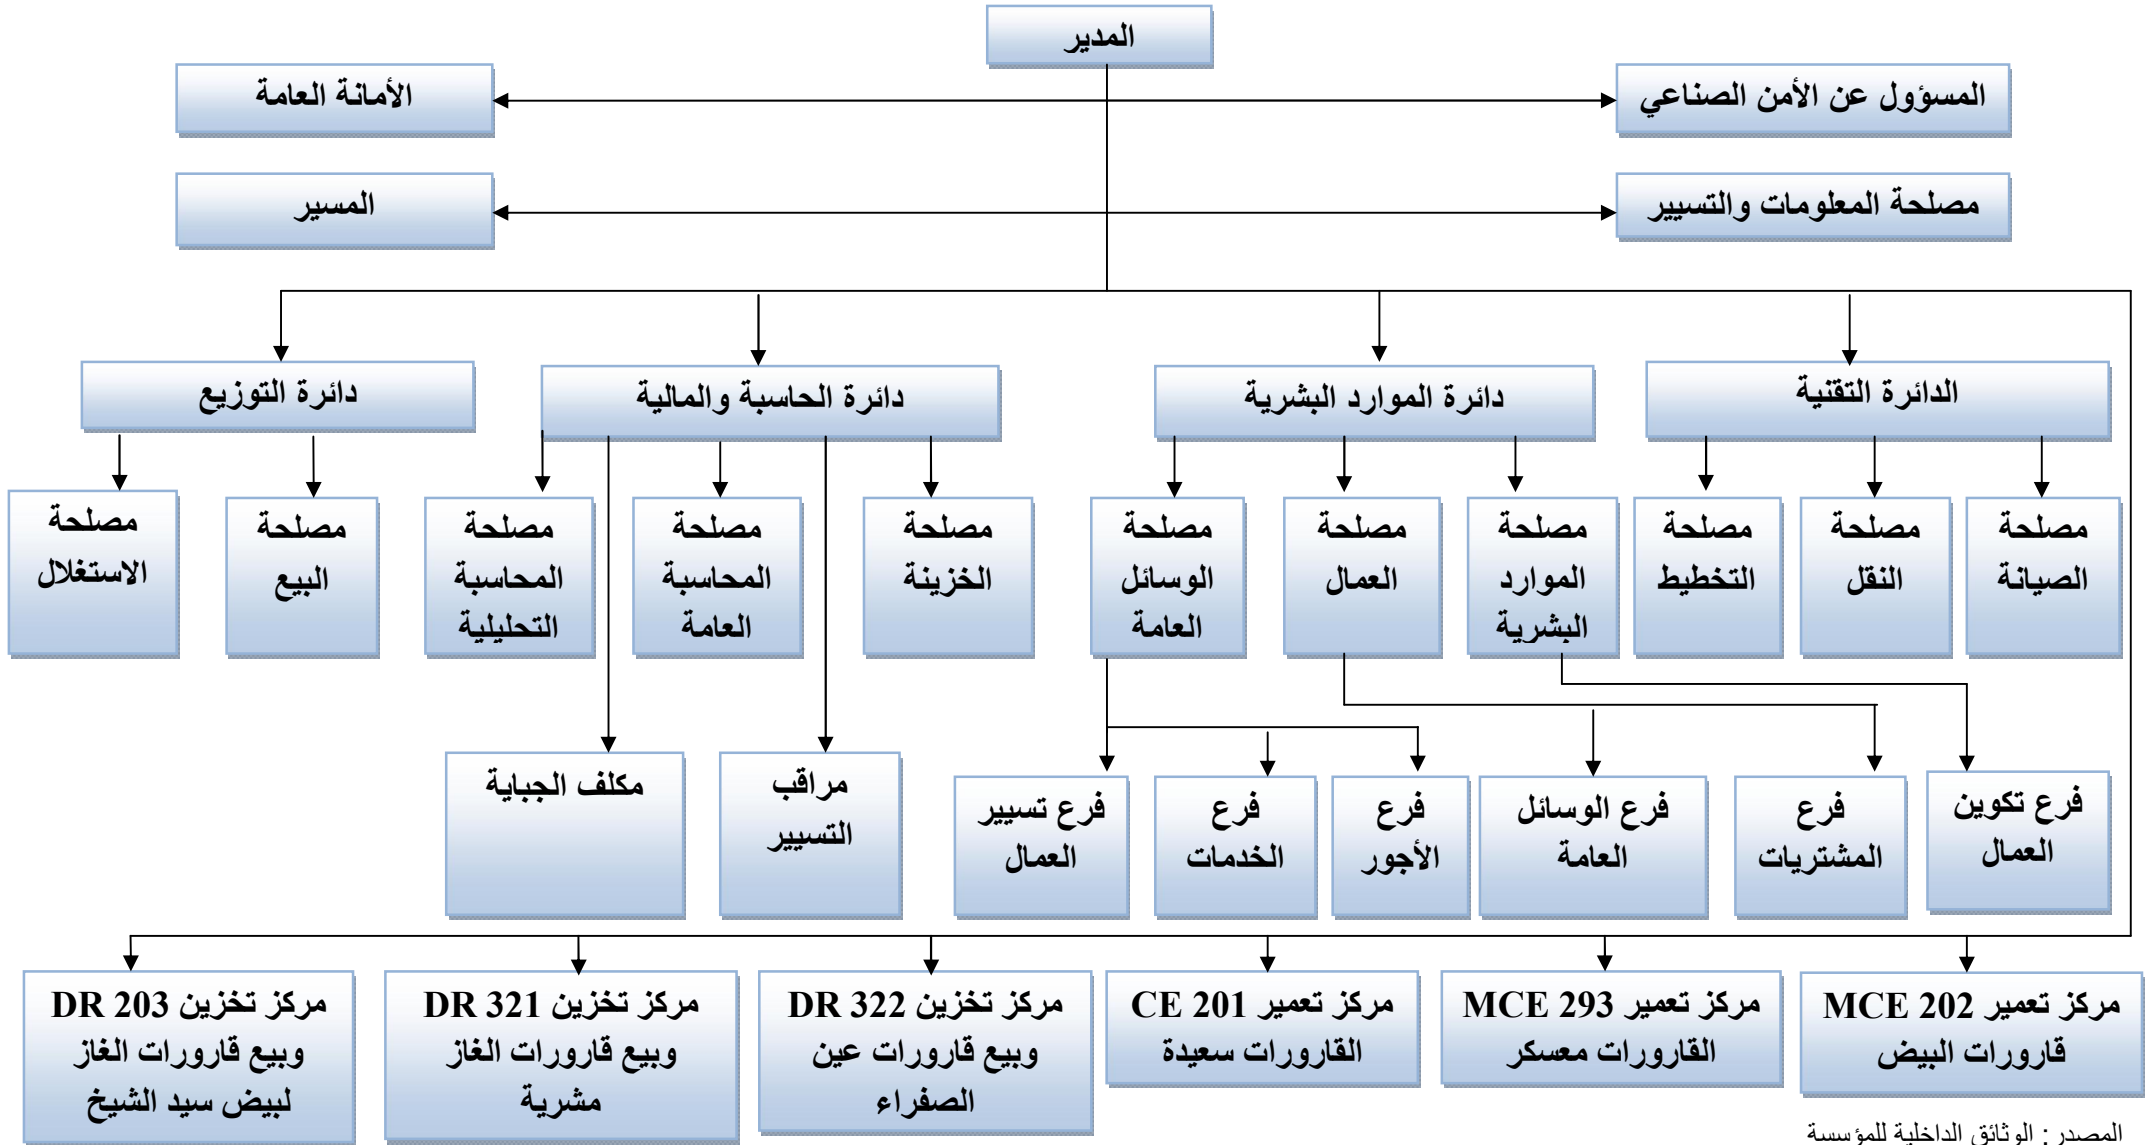 المدير
المسؤول عن الأمن الصناعي
الأمانة العامة
مصلحة المعلومات والتسيير
المسير
الدائرة التقنية
دائرة الموارد البشرية
دائرة الحاسبة والمالية
دائرة التوزيع
مصلحة
الصيانة
مصلحة
النقل
مصلحة
التخطيط
مصلحة
الموارد
البشرية
مصلحة
العمال
مصلحة
الوسائل
العامة
مصلحة
الخزينة
مصلحة
المحاسبة
العامة
مصلحة
المحاسبة
التحليلية
مصلحة
البيع
مصلحة
الاستغلال
فرع تكوين
العمال
فرع
المشتريات
فرع الوسائل
العامة
فرع
الأجور
فرع
الخدمات
فرع تسيير
العمال
مراقب
التسيير
مكلف الجباية
مركز تعمير MCE 202
قارورات البيض
مركز تعمير MCE 293
القارورات معسكر
مركز تعمير CE 201
القارورات سعيدة
مركز تخزين DR 322
وبيع قارورات عين
الصفراء
مركز تخزين DR 321
وبيع قارورات الغاز
مشرية
مركز تخزين DR 203
وبيع قارورات الغاز
لبيض سيد الشيخ
المصدر: الوثائق الداخلية للمؤسسة